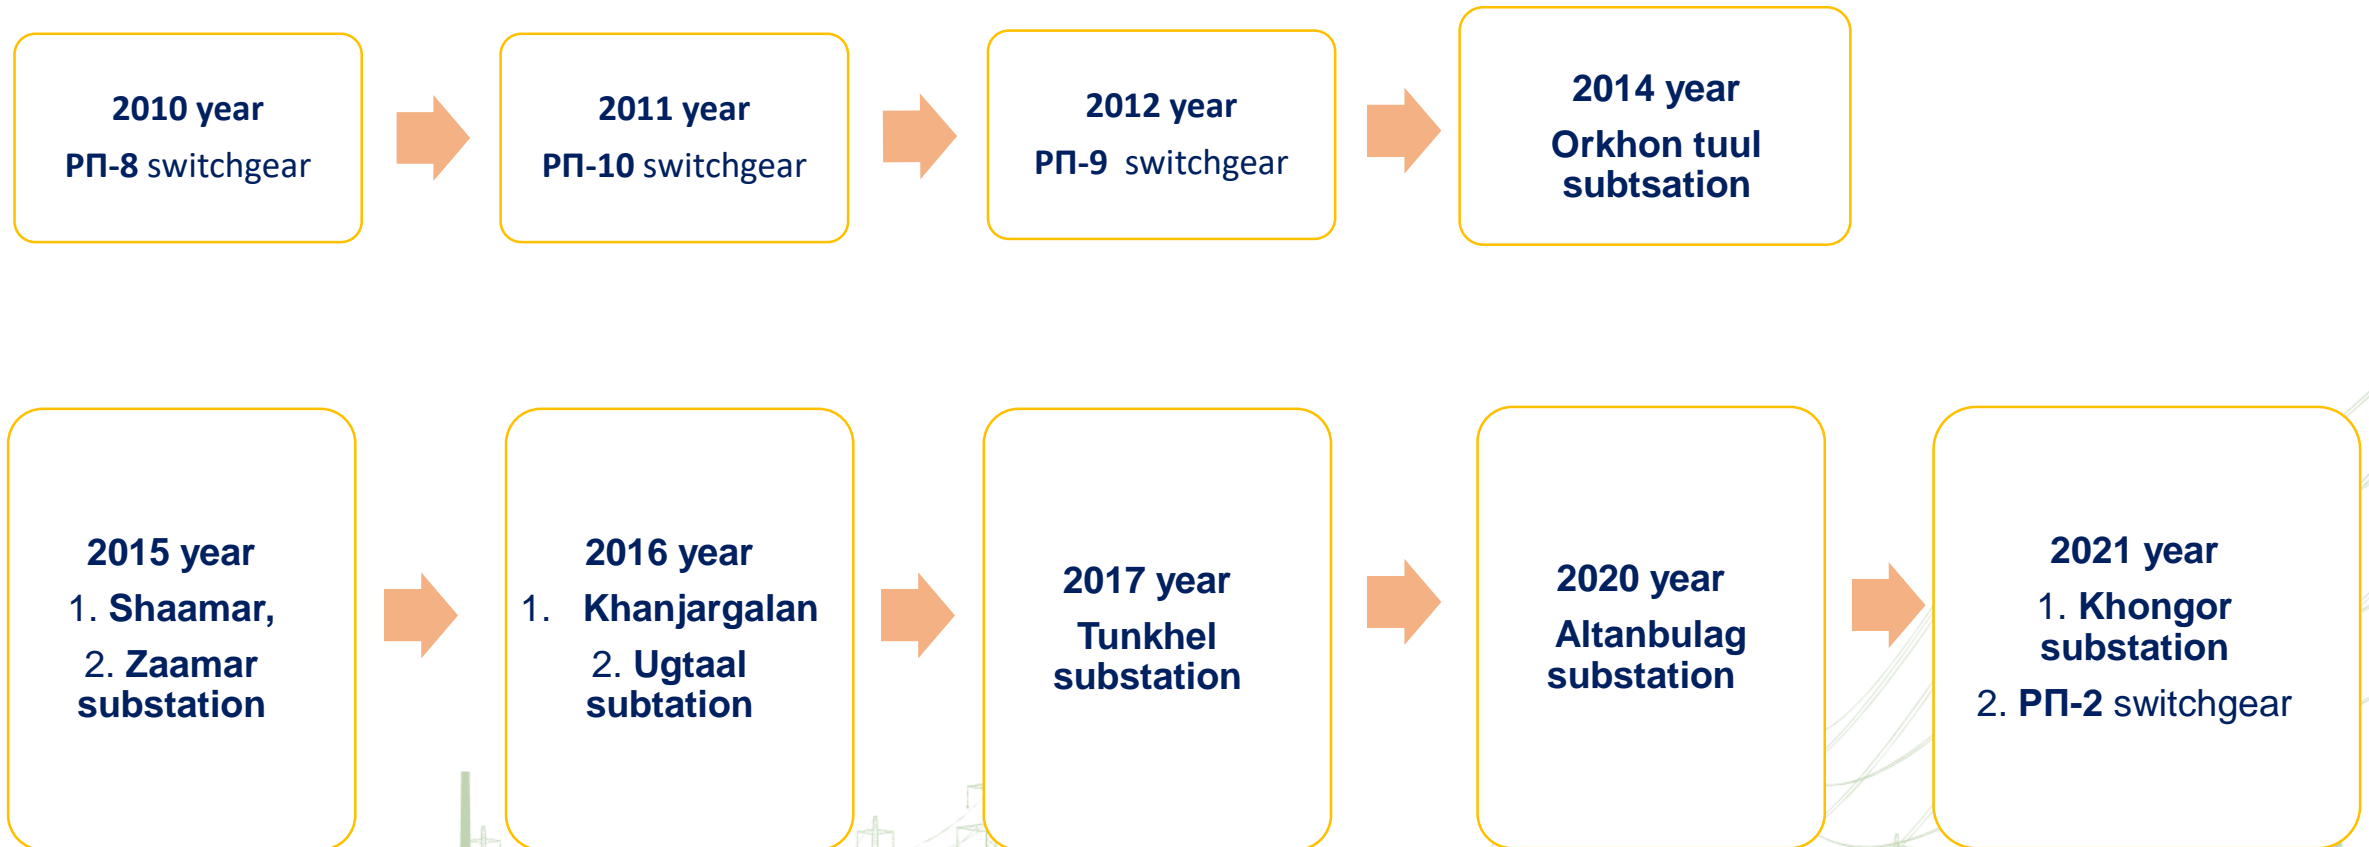 2010 year
РП-8 switchgear
2011 year
РП-10 switchgear
2012 year
РП-9 switchgear
2014 year
Orkhon tuul
subtsation
2015 year
1. Shaamar,
2. Zaamar
substation
2016 year
1. Khanjargalan
2. Ugtaal
subtation
2017 year
Tunkhel
substation
2020 year
Altanbulag
substation
2021 year
1. Khongor
substation
2. РП-2 switchgear